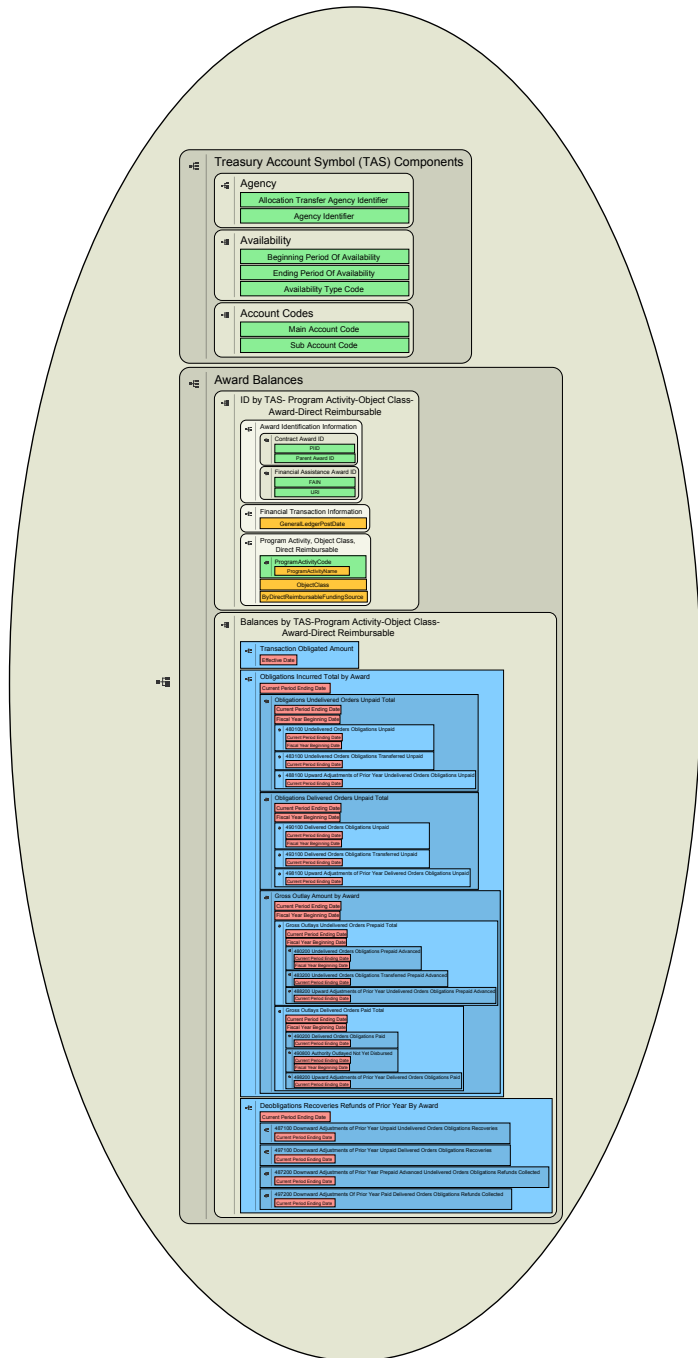 Treasury Account Symbol (TAS) Components
Agency
Allocation Transfer Agency Identifier
Agency Identifier
Availability
Beginning Period Of Availability
Ending Period Of Availability
Availability Type Code
Account Codes
Main Account Code
Sub Account Code
Award Balances
ID by TAS- Program Activity-Object Class-
Award-Direct Reimbursable
Award Identification Information
Contract Award ID
PIID
Parent Award ID
Financial Assistance Award ID
FAIN
URI
Financial Transaction Information
GeneralLedgerPostDate
Program Activity, Object Class,
Direct Reimbursable
ProgramActivityCode
ProgramActivityName
ObjectClass
ByDirectReimbursableFundingSource
Balances by TAS-Program Activity-Object Class-
Award-Direct Reimbursable
Transaction Obligated Amount
Effective Date
Obligations Incurred Total by Award
Current Period Ending Date
Obligations Undelivered Orders Unpaid Total
Current Period Ending Date
Fiscal Year Beginning Date
480100 Undelivered Orders Obligations Unpaid
Current Period Ending Date
Fiscal Year Beginning Date
483100 Undelivered Orders Obligations Transferred Unpaid
Current Period Ending Date
488100 Upward Adjustments of Prior Year Undelivered Orders Obligations Unpaid
Current Period Ending Date
Obligations Delivered Orders Unpaid Total
Current Period Ending Date
Fiscal Year Beginning Date
490100 Delivered Orders Obligations Unpaid
Current Period Ending Date
Fiscal Year Beginning Date
493100 Delivered Orders Obligations Transferred Unpaid
Current Period Ending Date
498100 Upward Adjustments of Prior Year Delivered Orders Obligations Unpaid
Current Period Ending Date
Gross Outlay Amount by Award
Current Period Ending Date
Fiscal Year Beginning Date
Gross Outlays Undelivered Orders Prepaid Total
Current Period Ending Date
Fiscal Year Beginning Date
480200 Undelivered Orders Obligations Prepaid Advanced
Current Period Ending Date
Fiscal Year Beginning Date
483200 Undelivered Orders Obligations Transferred Prepaid Advanced
Current Period Ending Date
488200 Upward Adjustments of Prior Year Undelivered Orders Obligations Prepaid Advanced
Current Period Ending Date
Gross Outlays Delivered Orders Paid Total
Current Period Ending Date
Fiscal Year Beginning Date
490200 Delivered Orders Obligations Paid
Current Period Ending Date
490800 Authority Outlayed Not Yet Disbursed
Current Period Ending Date
Fiscal Year Beginning Date
498200 Upward Adjustments of Prior Year Delivered Orders Obligations Paid
Current Period Ending Date
Deobligations Recoveries Refunds of Prior Year By Award
Current Period Ending Date
487100 Downward Adjustments of Prior Year Unpaid Undelivered Orders Obligations Recoveries
Current Period Ending Date
497100 Downward Adjustments of Prior Year Unpaid Delivered Orders Obligations Recoveries
Current Period Ending Date
487200 Downward Adjustments of Prior Year Prepaid Advanced Undelivered Orders Obligations Refunds Collected
Current Period Ending Date
497200 Downward Adjustments Of Prior Year Paid Delivered Orders Obligations Refunds Collected
Current Period Ending Date